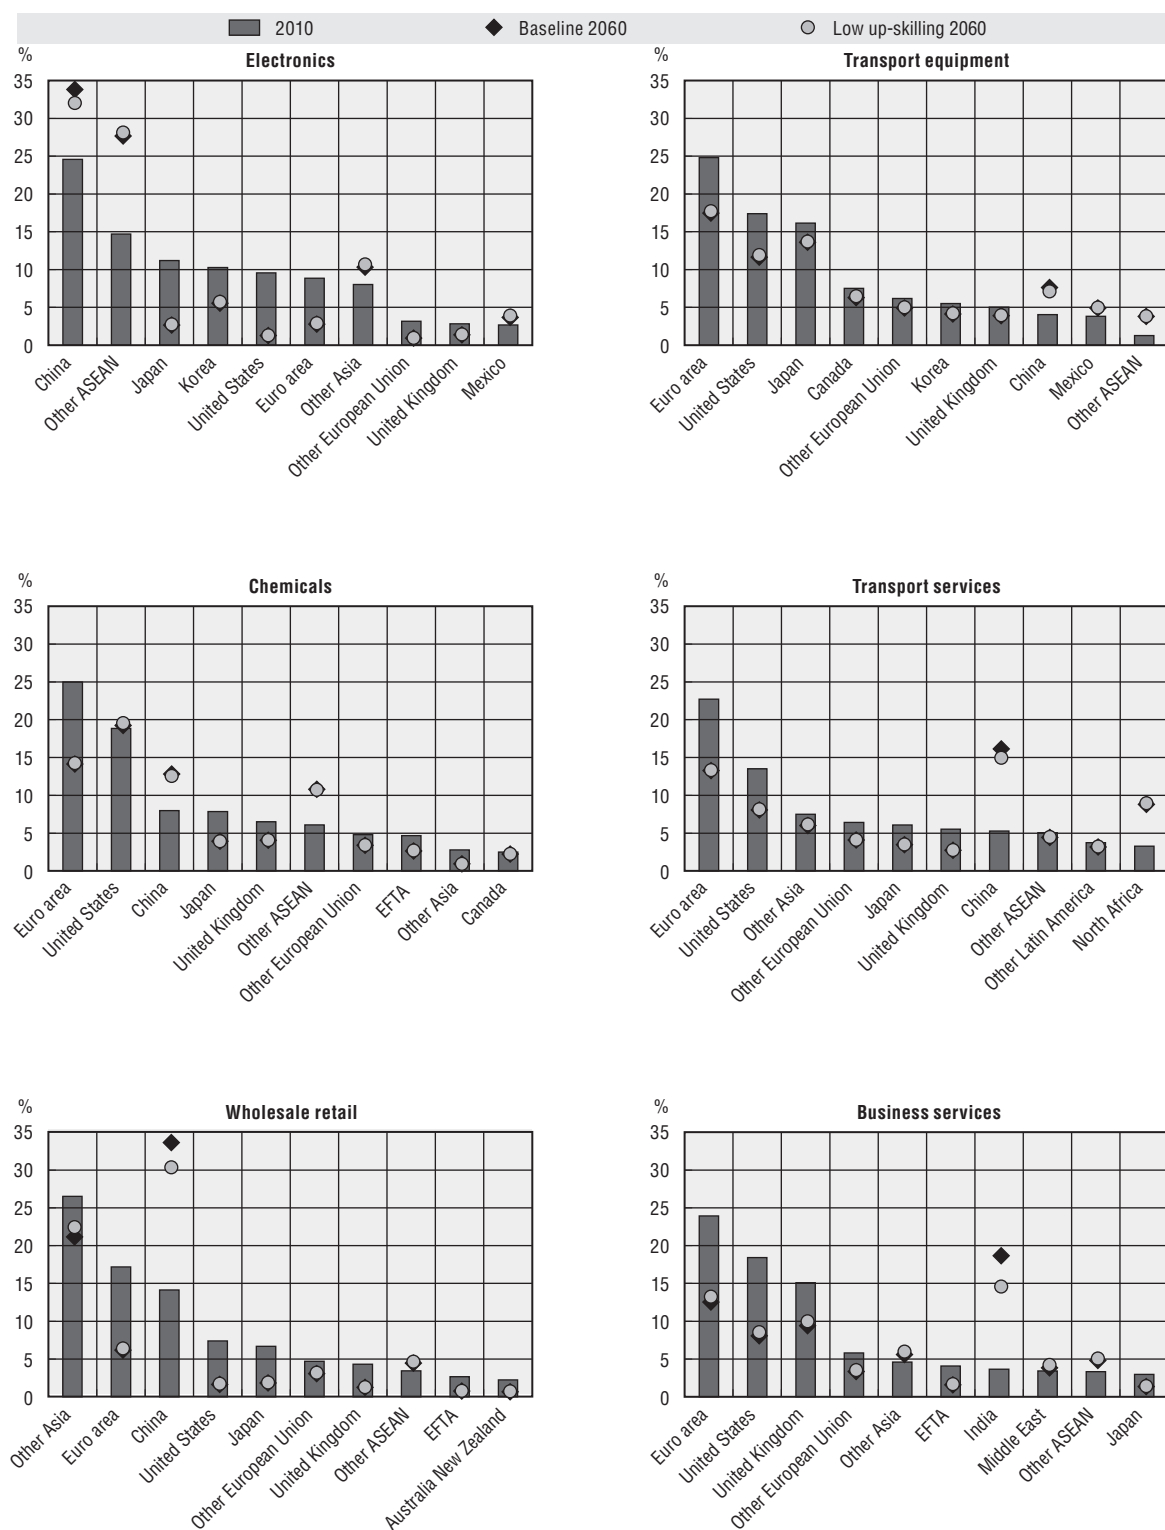 2010 Baseline 2060 Low up-skilling 2060
% Electronics
35
30
25
20
15
10
5
0
China
Other ASEAN
Japan
Korea
United States
Euro area
Other Asia
Other European Union
United Kingdom
Mexico
% Transport equipment
35
30
25
20
15
10
5
0
Euro area
United States
Japan
Canada
Other European Union
Korea
United Kingdom
China
Mexico
Other ASEAN
% Chemicals
35
30
25
20
15
10
5
0
Euro area
United States
China
Japan
United Kingdom
Other ASEAN
Other European Union
EFTA
Other Asia
Canada
% Transport services
35
30
25
20
15
10
5
0
Euro area
United States
Other Asia
Other European Union
Japan
United Kingdom
China
Other ASEAN
Other Latin America
North Africa
% Wholesale retail
35
30
25
20
15
10
5
0
Other Asia
Euro area
China
United States
Japan
Other European Union
United Kingdom
Other ASEAN
EFTA
Australia New Zealand
% Business services
35
30
25
20
15
10
5
0
Euro area
United States
United Kingdom
Other European Union
Other Asia
EFTA
India
Middle East
Other ASEAN
Japan